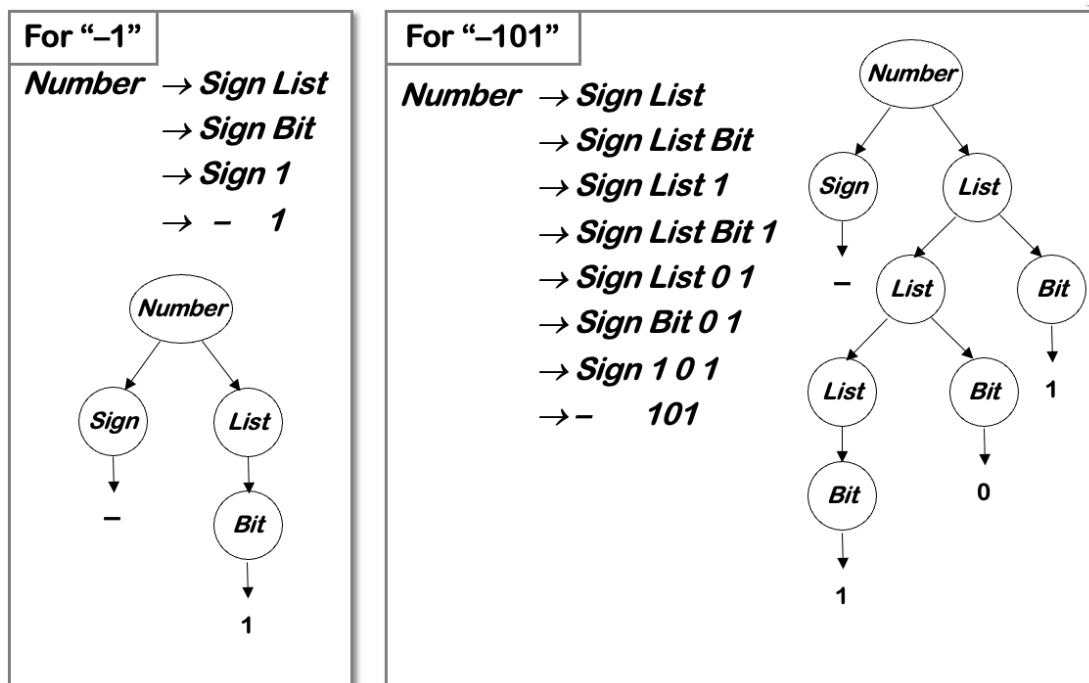 For “–1”
Number → Sign List
→ Sign Bit
→ Sign 1
→ – 1
Number
Sign List
– Bit
1
For “–101”
Number → Sign List
→ Sign List Bit
→ Sign List 1
→ Sign List Bit 1
→ Sign List 0 1
→ Sign Bit 0 1
→ Sign 1 0 1
→ – 101
Number
Sign List
– List Bit
List Bit 1
Bit 0
1